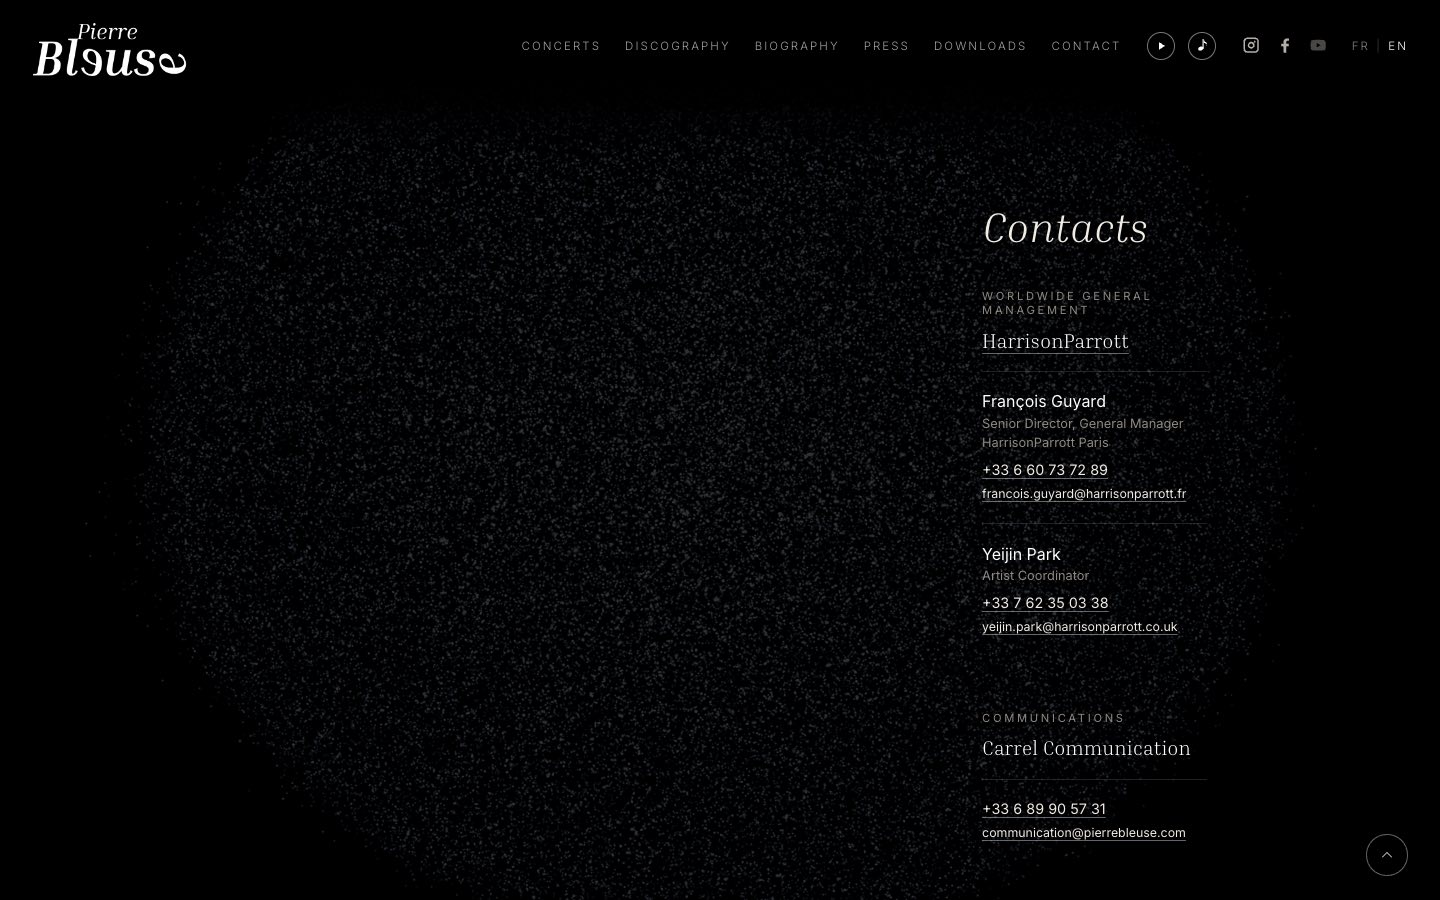 Pierre
Bleuse
CONCERTS DISCOGRAPHY BIOGRAPHY PRESS DOWNLOADS CONTACT FR EN
Contacts
WORLDWIDE GENERAL
MANAGEMENT
HarrisonParrott
François Guyard
Senior Director, General Manager
HarrisonParrott Paris
+33 6 60 73 72 89
francois.guyard@harrisonparrott.fr
Yeijin Park
Artist Coordinator
+33 7 62 35 03 38
yeijin.park@harrisonparrott.co.uk
COMMUNICATIONS
Carrel Communication
+33 6 89 90 57 31
communication@pierrebleuse.com